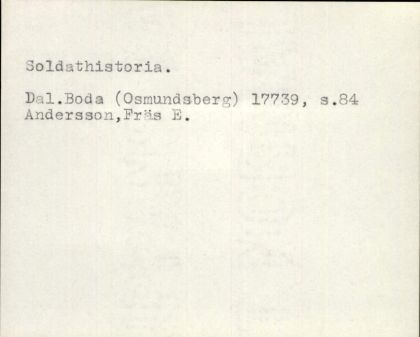 Soldathistoria.
Dal.Boda (Osmundsberg) 17739, s.84
Andersson,Fräs E.